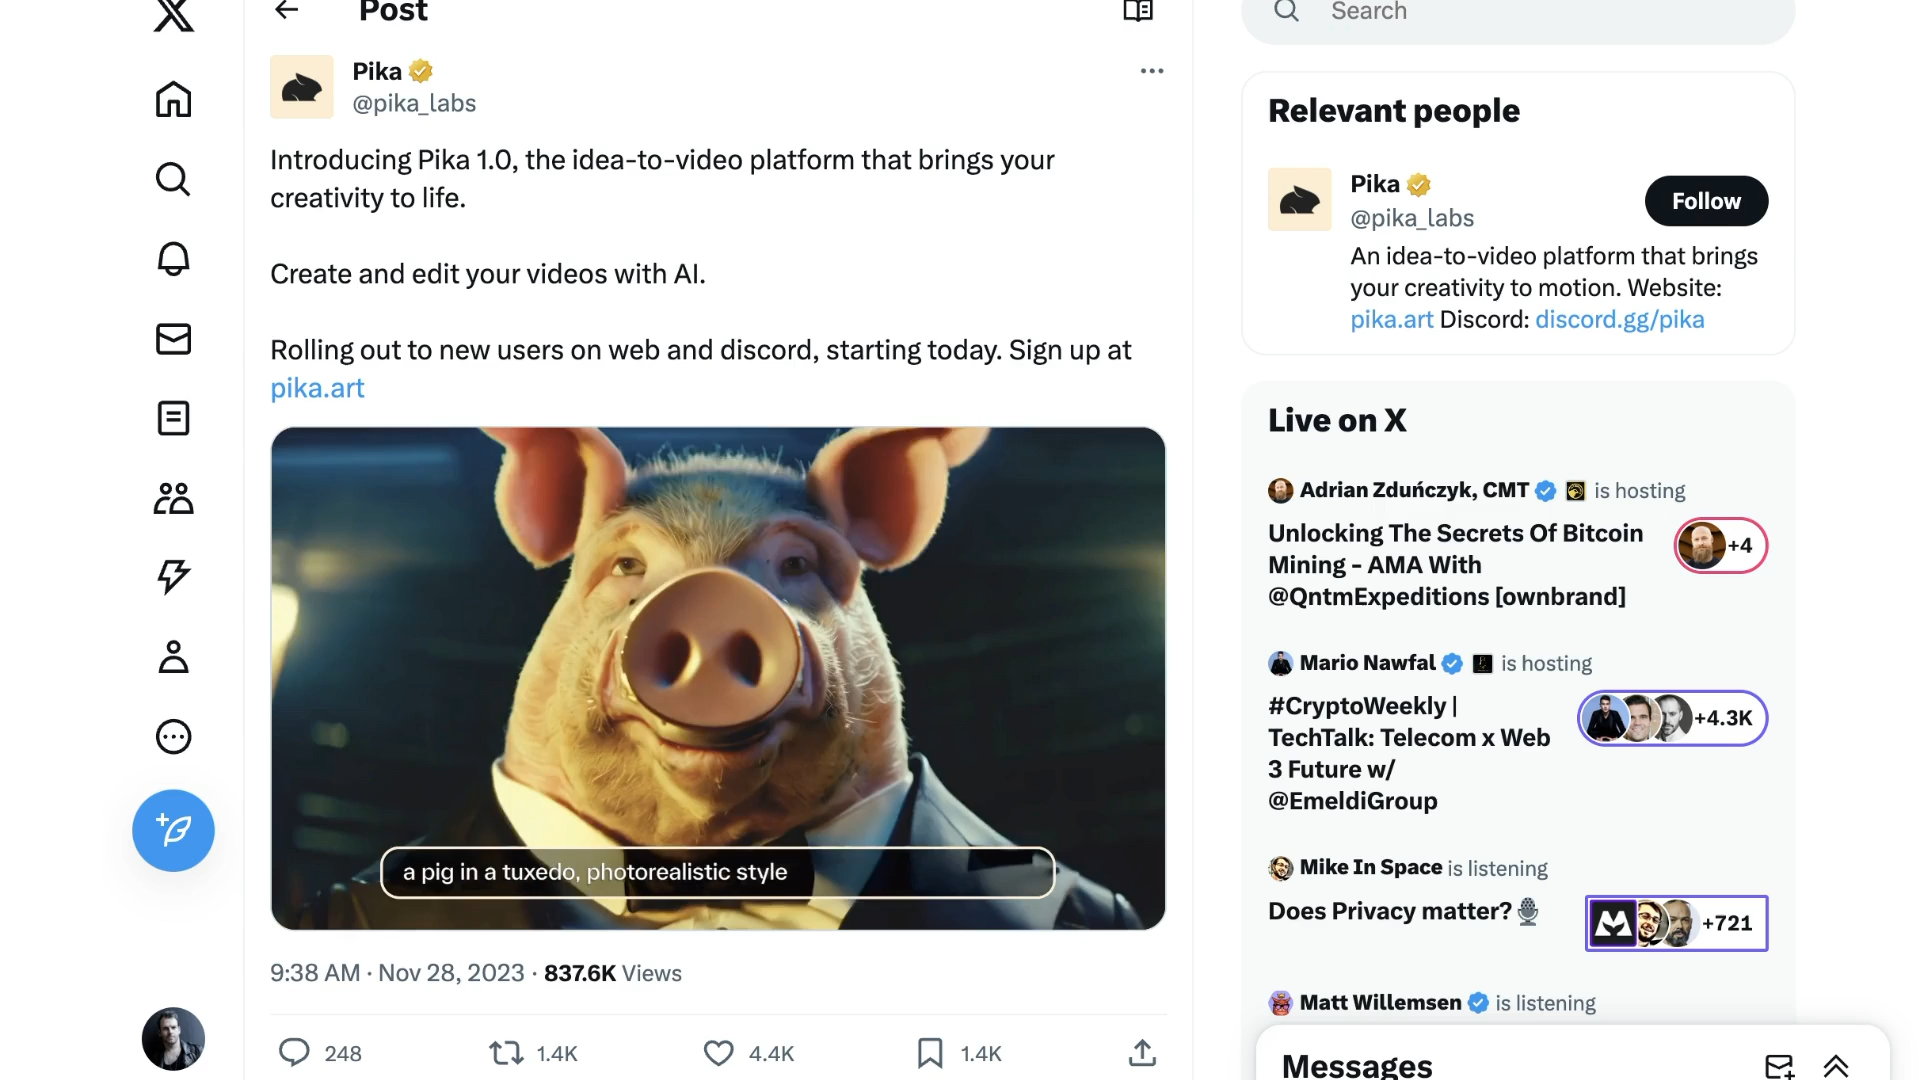 Post
Search
Pika
@pika_labs
Introducing Pika 1.0, the idea-to-video platform that brings your
creativity to life.
Create and edit your videos with AI.
Rolling out to new users on web and discord, starting today. Sign up at
pika.art
a pig in a tuxedo, photorealistic style
9:38 AM · Nov 28, 2023 · 837.6K Views
248
1.4K
4.4K
1.4K
Relevant people
Pika
@pika_labs
Follow
An idea-to-video platform that brings
your creativity to motion. Website:
pika.art Discord: discord.gg/pika
Live on X
Adrian Zduńczyk, CMT is hosting
Unlocking The Secrets Of Bitcoin
Mining - AMA With
@QntmExpeditions [ownbrand]
+4
Mario Nawfal is hosting
#CryptoWeekly |
TechTalk: Telecom x Web
3 Future w/
@EmeldiGroup
+4.3K
Mike In Space is listening
Does Privacy matter?🎙️
+721
Matt Willemsen is listening
Messages